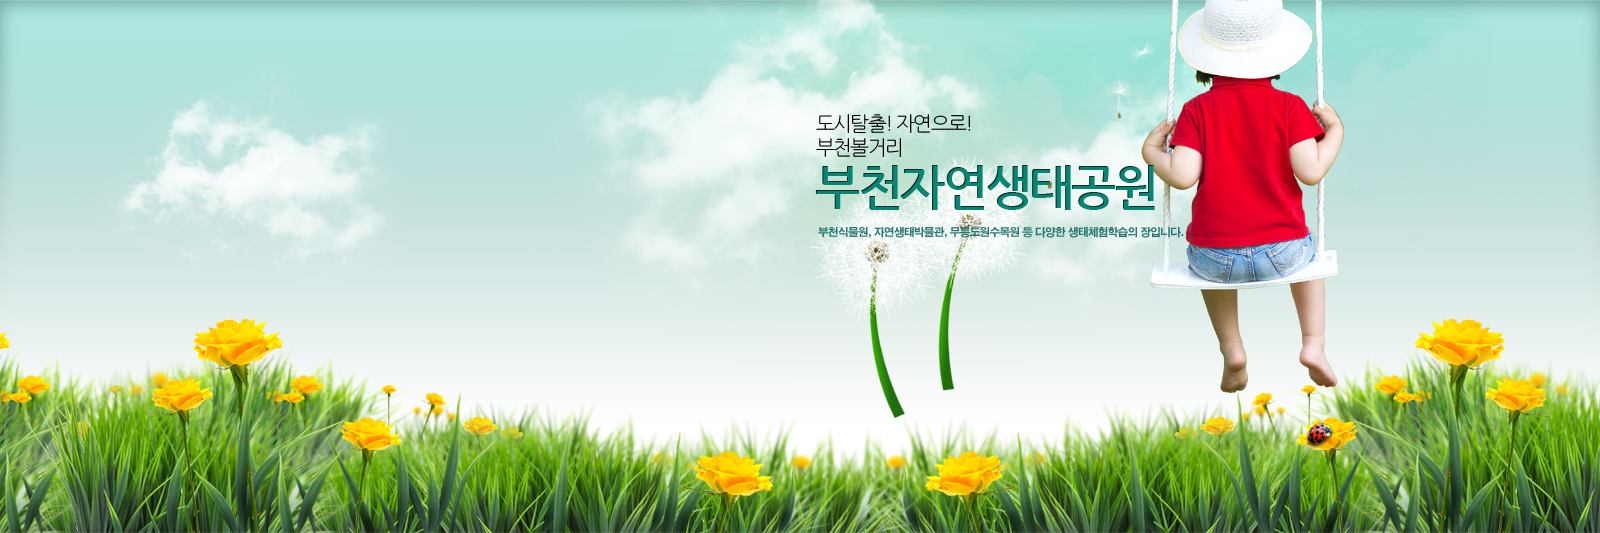 도시탈출! 자연으로!
부천볼거리
부천자연생태공원
부천식물원, 자연생태박물관, 무릉도원수목원 등 다양한 생태체험학습의 장입니다.